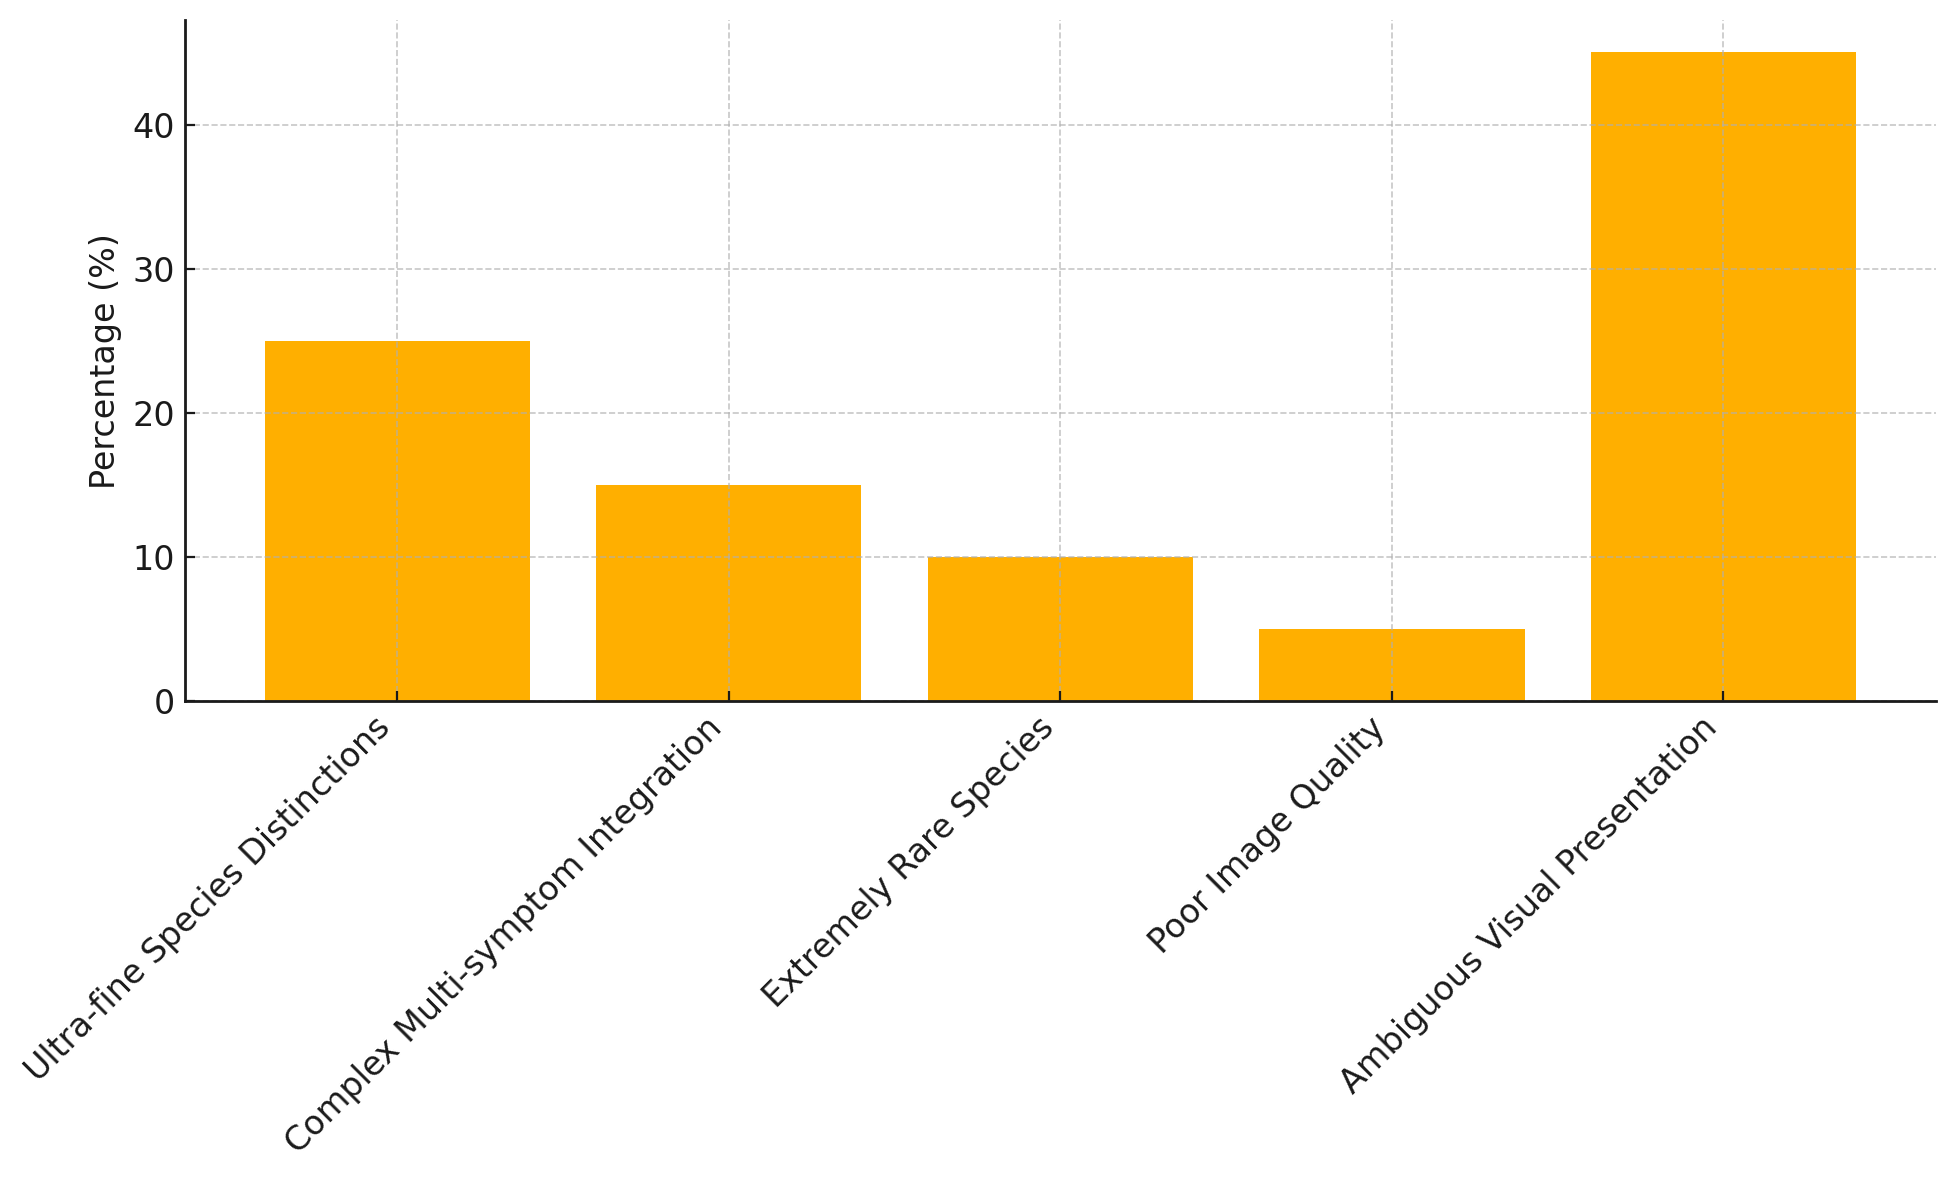 Percentage (%)
40
30
20
10
0
Ultra-fine Species Distinctions
Complex Multi-symptom Integration
Extremely Rare Species
Poor Image Quality
Ambiguous Visual Presentation